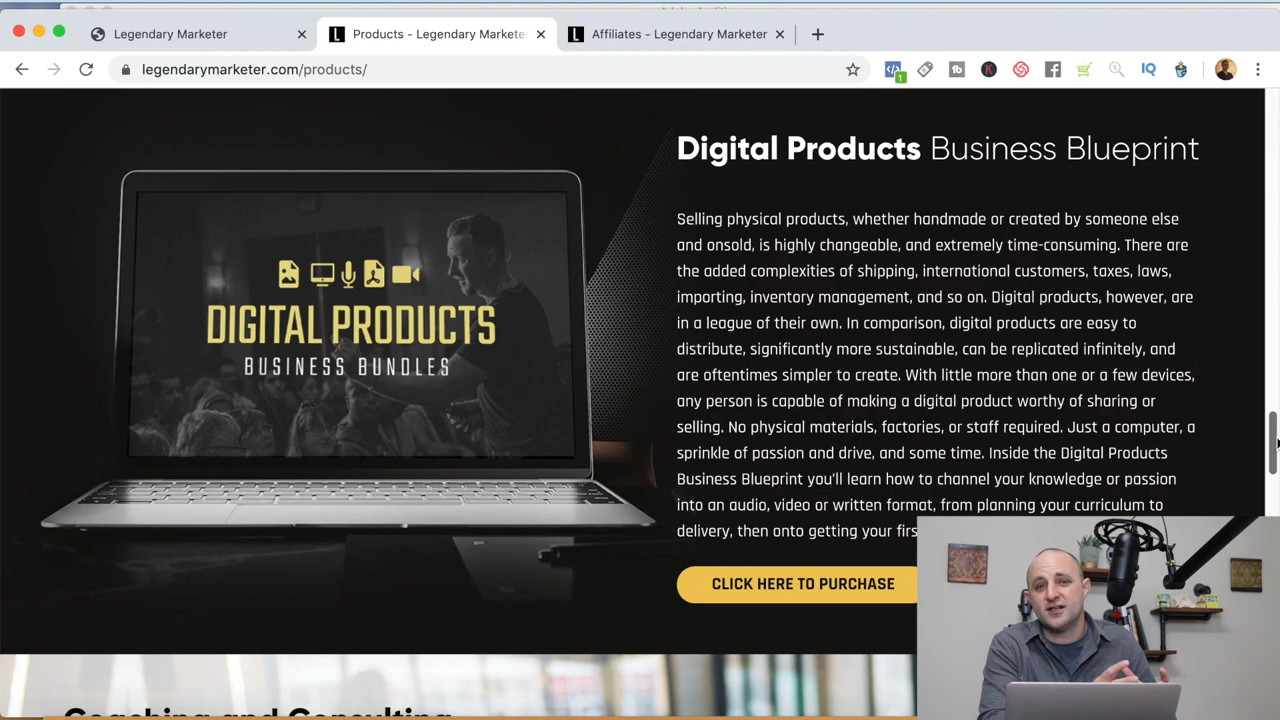 Legendary Marketer
Products - Legendary Markete
Affiliates - Legendary Marketer
legendarymarketer.com/products/
1
Digital Products Business Blueprint
DIGITAL PRODUCTS
BUSINESS BUNDLES
Selling physical products, whether handmade or created by someone else
and onsold, is highly changeable, and extremely time-consuming. There are
the added complexities of shipping, international customers, taxes, laws,
importing, inventory management, and so on. Digital products, however, are
in a league of their own. In comparison, digital products are easy to
distribute, significantly more sustainable, can be replicated infinitely, and
are oftentimes simpler to create. With little more than one or a few devices,
any person is capable of making a digital product worthy of sharing or
selling. No physical materials, factories, or staff required. Just a computer, a
sprinkle of passion and drive, and some time. Inside the Digital Products
Business Blueprint you'll learn how to channel your knowledge or passion
into an audio, video or written format, from planning your curriculum to
delivery, then onto getting your firs
CLICK HERE TO PURCHASE
Coaching and Consulting